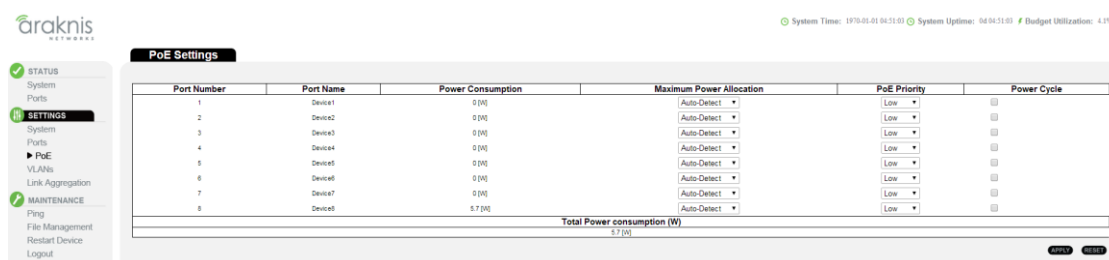 araknis
NETWORKS
System Time: 1970-01-01 04:51:03 System Uptime: 0d:04:51:03 Budget Utilization: 4.1%
PoE Settings
STATUS
System
Ports
SETTINGS
System
Ports
PoE
VLANs
Link Aggregation
MAINTENANCE
Ping
File Management
Restart Device
Logout
Port Number Port Name Power Consumption Maximum Power Allocation PoE Priority Power Cycle
1 Device1 0 [W] Auto-Detect Low
2 Device2 0 [W] Auto-Detect Low
3 Device3 0 [W] Auto-Detect Low
4 Device4 0 [W] Auto-Detect Low
5 Device5 0 [W] Auto-Detect Low
6 Device6 0 [W] Auto-Detect Low
7 Device7 0 [W] Auto-Detect Low
8 Device8 5.7 [W] Auto-Detect Low
Total Power consumption (W)
5.7 [W]
APPLY RESET